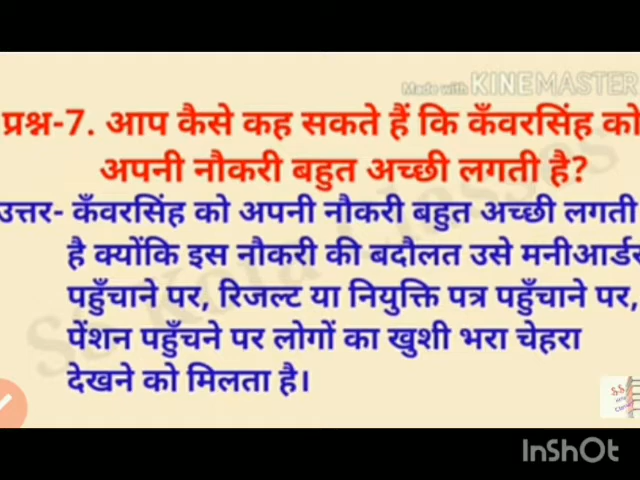 Made with KINEMASTER
प्रश्न-7. आप कैसे कह सकते हैं कि कँवरसिंह को
अपनी नौकरी बहुत अच्छी लगती है?
उत्तर- कँवरसिंह को अपनी नौकरी बहुत अच्छी लगती
है क्योंकि इस नौकरी की बदौलत उसे मनीआर्डर
पहुँचाने पर, रिजल्ट या नियुक्ति पत्र पहुँचाने पर,
पेंशन पहुँचने पर लोगों का खुशी भरा चेहरा
देखने को मिलता है।
InShOt